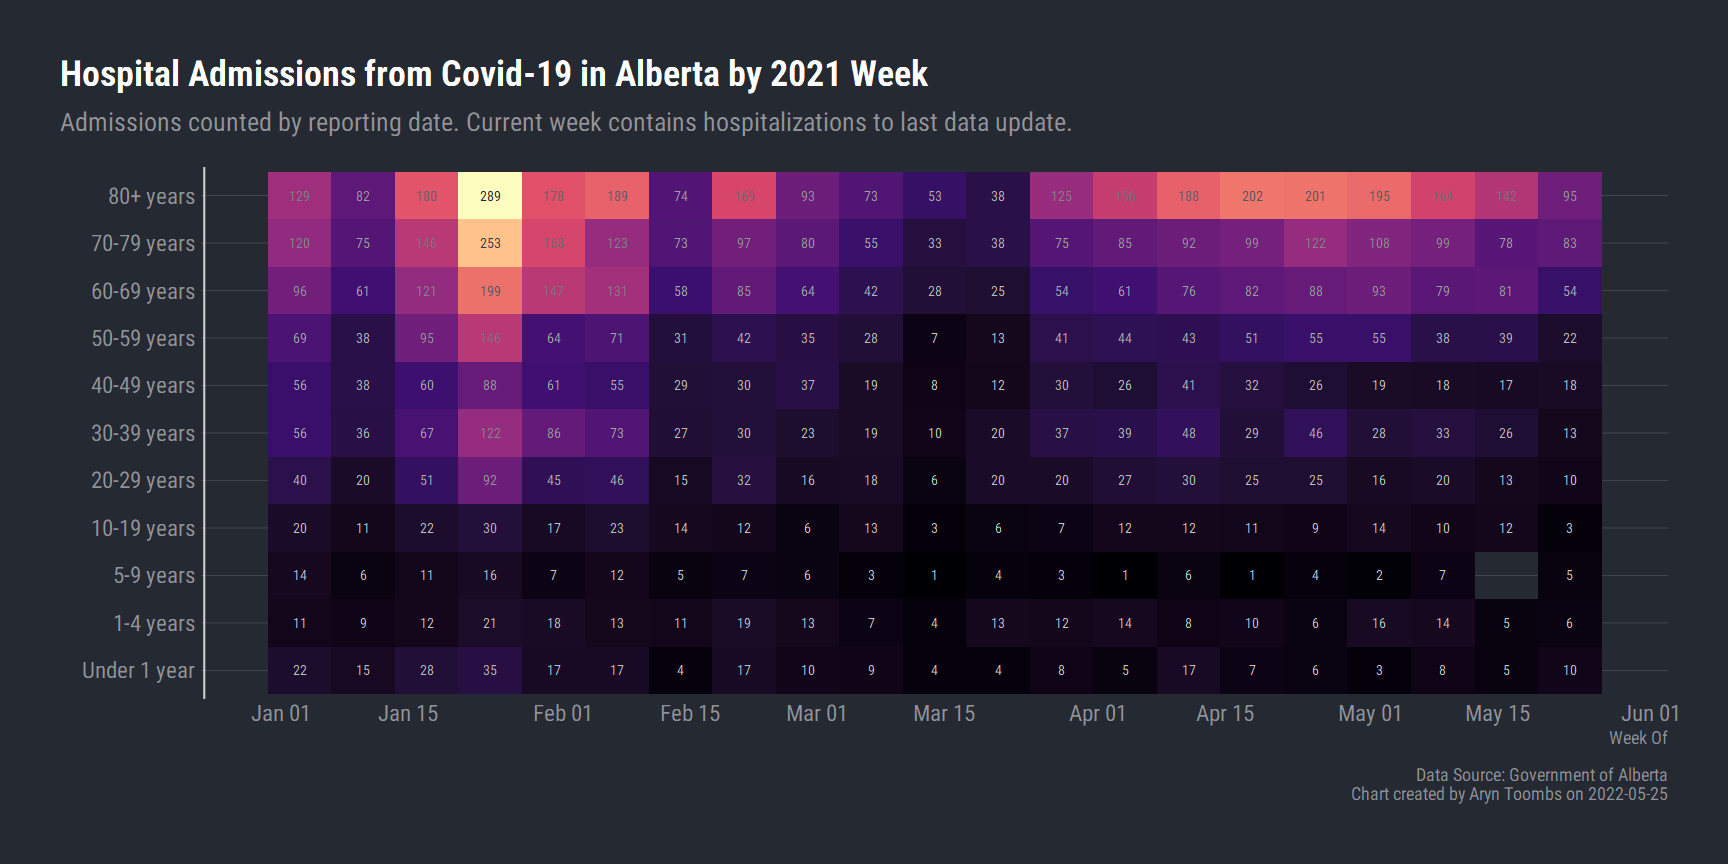 Hospital Admissions from Covid-19 in Alberta by 2021 Week
Admissions counted by reporting date. Current week contains hospitalizations to last data update.
80+ years 129 82 180 289 178 189 74 169 93 73 53 38 125 156 188 202 201 195 164 142 95
70-79 years 120 75 146 253 168 123 73 97 80 55 33 38 75 85 92 99 122 108 99 78 83
60-69 years 96 61 121 199 147 131 58 85 64 42 28 25 54 61 76 82 88 93 79 81 54
50-59 years 69 38 95 146 64 71 31 42 35 28 7 13 41 44 43 51 55 55 38 39 22
40-49 years 56 38 60 88 61 55 29 30 37 19 8 12 30 26 41 32 26 19 18 17 18
30-39 years 56 36 67 122 86 73 27 30 23 19 10 20 37 39 48 29 46 28 33 26 13
20-29 years 40 20 51 92 45 46 15 32 16 18 6 20 20 27 30 25 25 16 20 13 10
10-19 years 20 11 22 30 17 23 14 12 6 13 3 6 7 12 12 11 9 14 10 12 3
5-9 years 14 6 11 16 7 12 5 7 6 3 1 4 3 1 6 1 4 2 7 5
1-4 years 11 9 12 21 18 13 11 19 13 7 4 13 12 14 8 10 6 16 14 5 6
Under 1 year 22 15 28 35 17 17 4 17 10 9 4 4 8 5 17 7 6 3 8 5 10
Jan 01 Jan 15 Feb 01 Feb 15 Mar 01 Mar 15 Apr 01 Apr 15 May 01 May 15 Jun 01
Week Of
Data Source: Government of Alberta
Chart created by Aryn Toombs on 2022-05-25